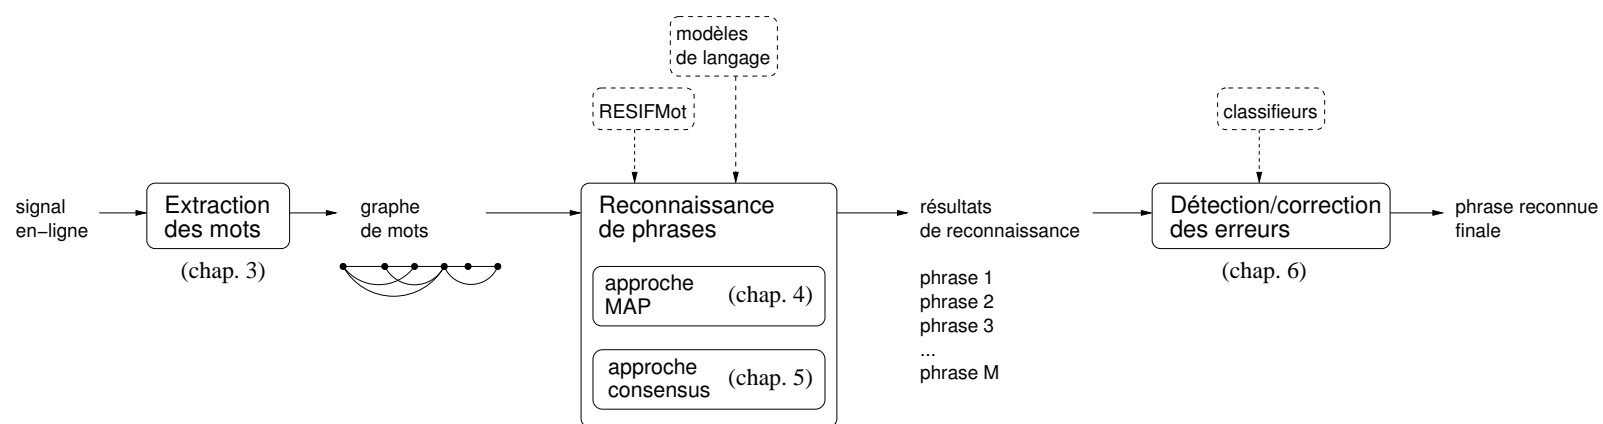 modèles
de langage
RESIFMot
classifieurs
signal
en−ligne
Extraction
des mots
(chap. 3)
graphe
de mots
Reconnaissance
de phrases
approche
MAP
(chap. 4)
approche
consensus
(chap. 5)
résultats
de reconnaissance
phrase 1
phrase 2
phrase 3
...
phrase M
Détection/correction
des erreurs
(chap. 6)
phrase reconnue
finale